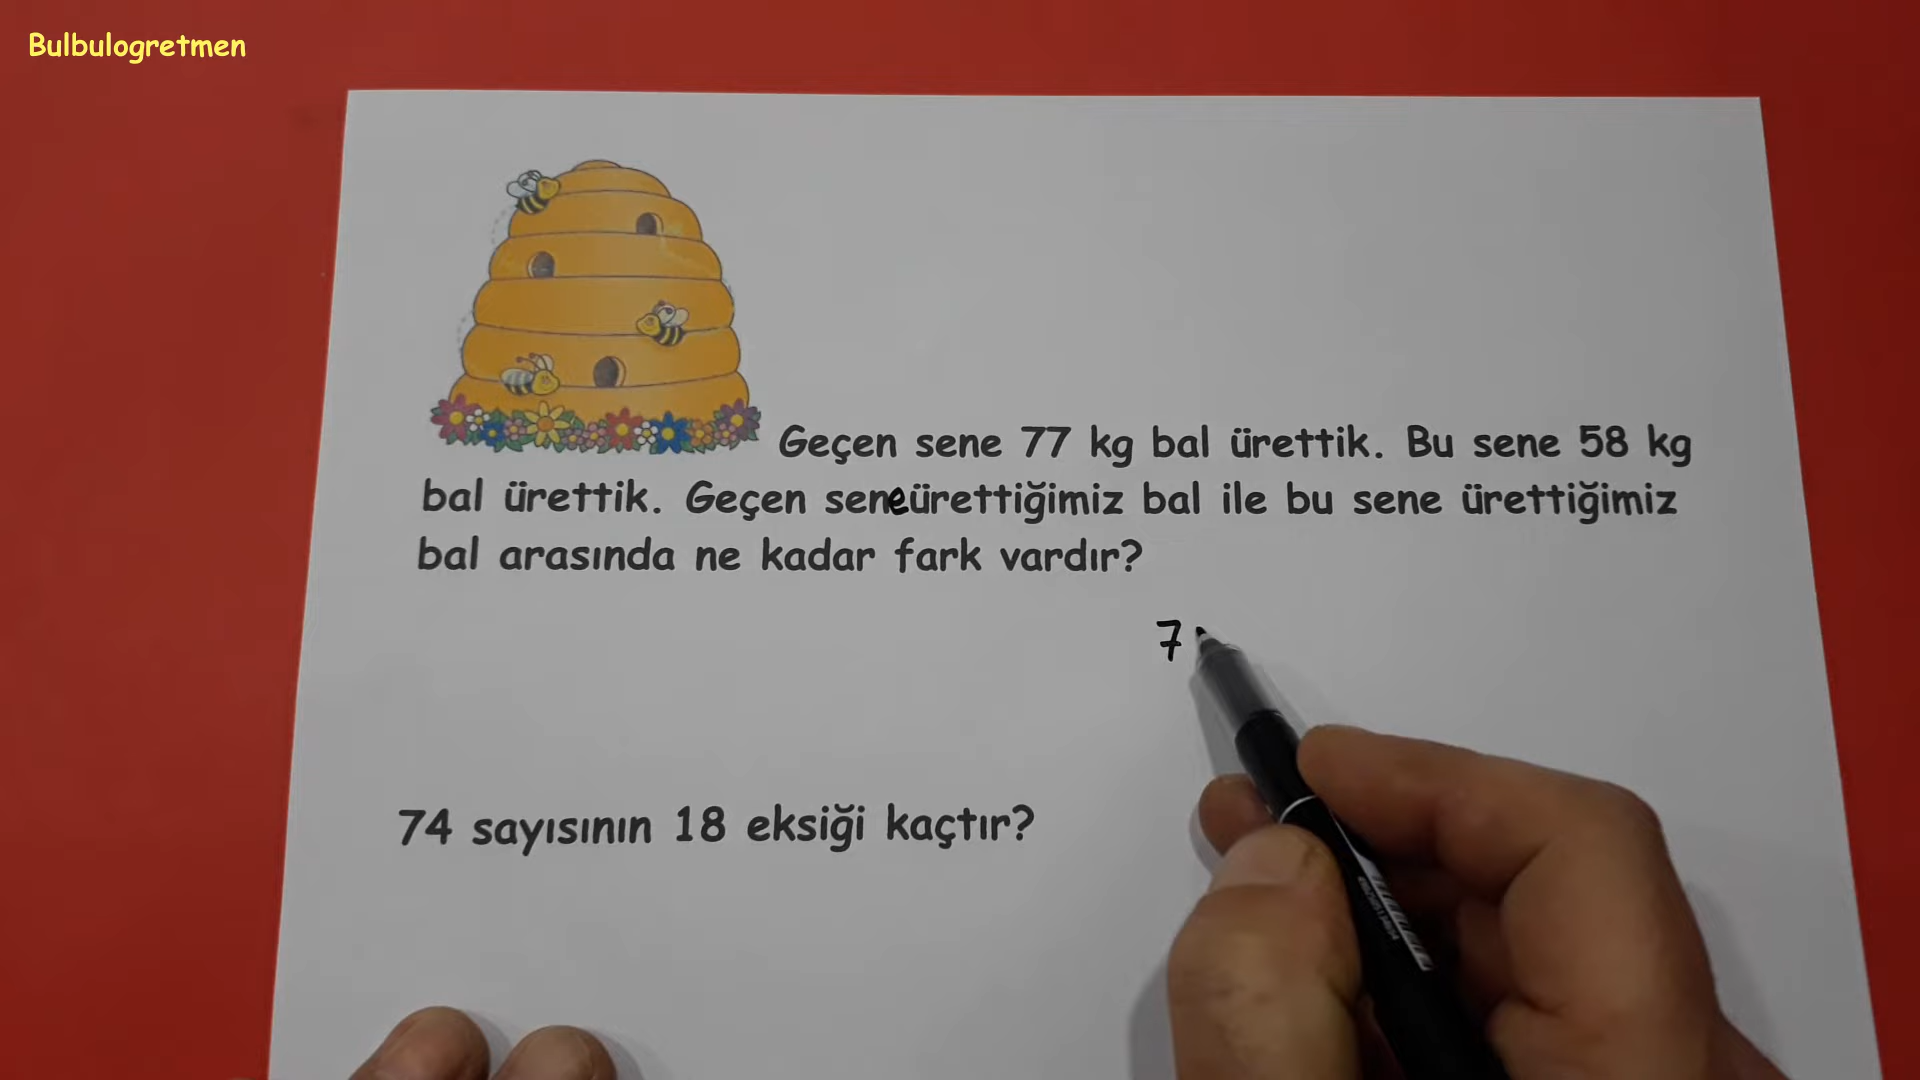 Bulbulogretmen
Geçen sene 77 kg bal ürettik. Bu sene 58 kg
bal ürettik. Geçen sene ürettiğimiz bal ile bu sene ürettiğimiz
bal arasında ne kadar fark vardır?
7
74 sayısının 18 eksiği kaçtır?